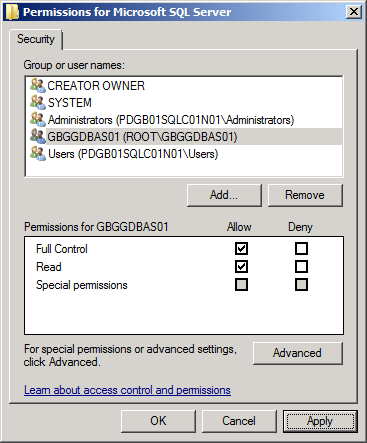 Permissions for Microsoft SQL Server
Security
Group or user names:
CREATOR OWNER
SYSTEM
Administrators (PDGB01SQLC01N01\Administrators)
GBGGDBAS01 (ROOT\GBGGDBAS01)
Users (PDGB01SQLC01N01\Users)
Add... Remove
Permissions for GBGGDBAS01 Allow Deny
Full Control
Read
Special permissions
For special permissions or advanced settings,
click Advanced.
Advanced
Learn about access control and permissions
OK Cancel Apply